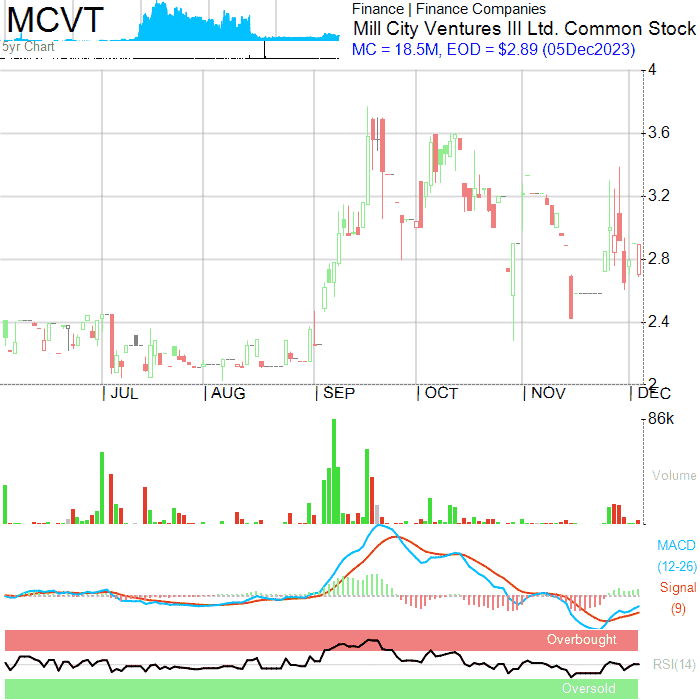 MCVT
5yr Chart
Finance | Finance Companies
Mill City Ventures III Ltd. Common Stock
MC = 18.5M, EOD = $2.89 (05Dec2023)
4
3.6
3.2
2.8
2.4
2
JUL AUG SEP OCT NOV DEC
86k
Volume
MACD
(12-26)
Signal
(9)
Overbought
RSI(14)
Oversold